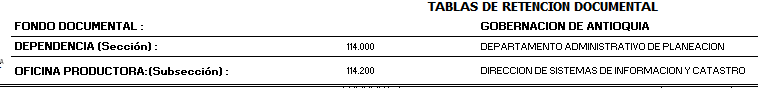 TABLAS DE RETENCION DOCUMENTAL
FONDO DOCUMENTAL : GOBERNACION DE ANTIOQUIA
DEPENDENCIA (Sección) : 114.000 DEPARTAMENTO ADMINISTRATIVO DE PLANEACION
OFICINA PRODUCTORA:(Subsección) : 114.200 DIRECCION DE SISTEMAS DE INFORMACION Y CATASTRO